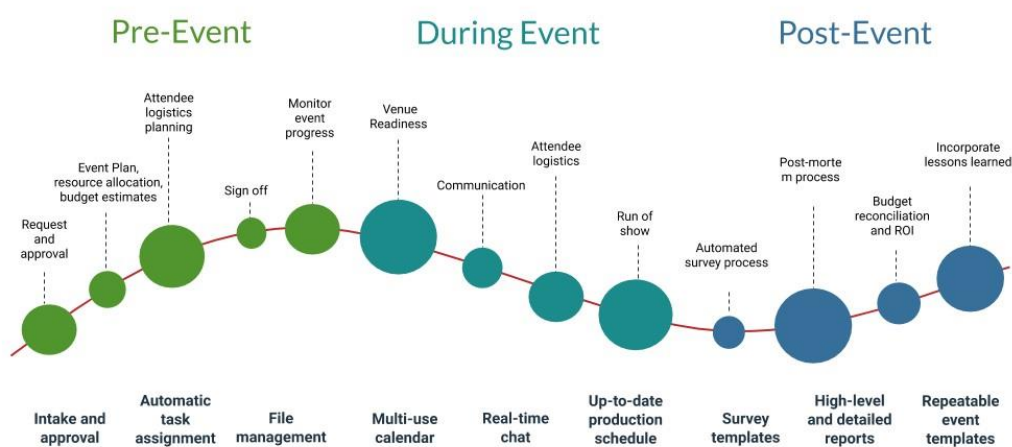 Pre-Event
During Event
Post-Event
Request
and
approval
Event Plan,
resource allocation,
budget estimates
Attendee
logistics
planning
Sign off
Monitor
event
progress
Venue
Readiness
Communication
Attendee
logistics
Run of
show
Automated
survey process
Post-morte
m process
Budget
reconciliation
and ROI
Incorporate
lessons learned
Intake and
approval
Automatic
task
assignment
File
management
Multi-use
calendar
Real-time
chat
Up-to-date
production
schedule
Survey
templates
High-level
and detailed
reports
Repeatable
event
templates